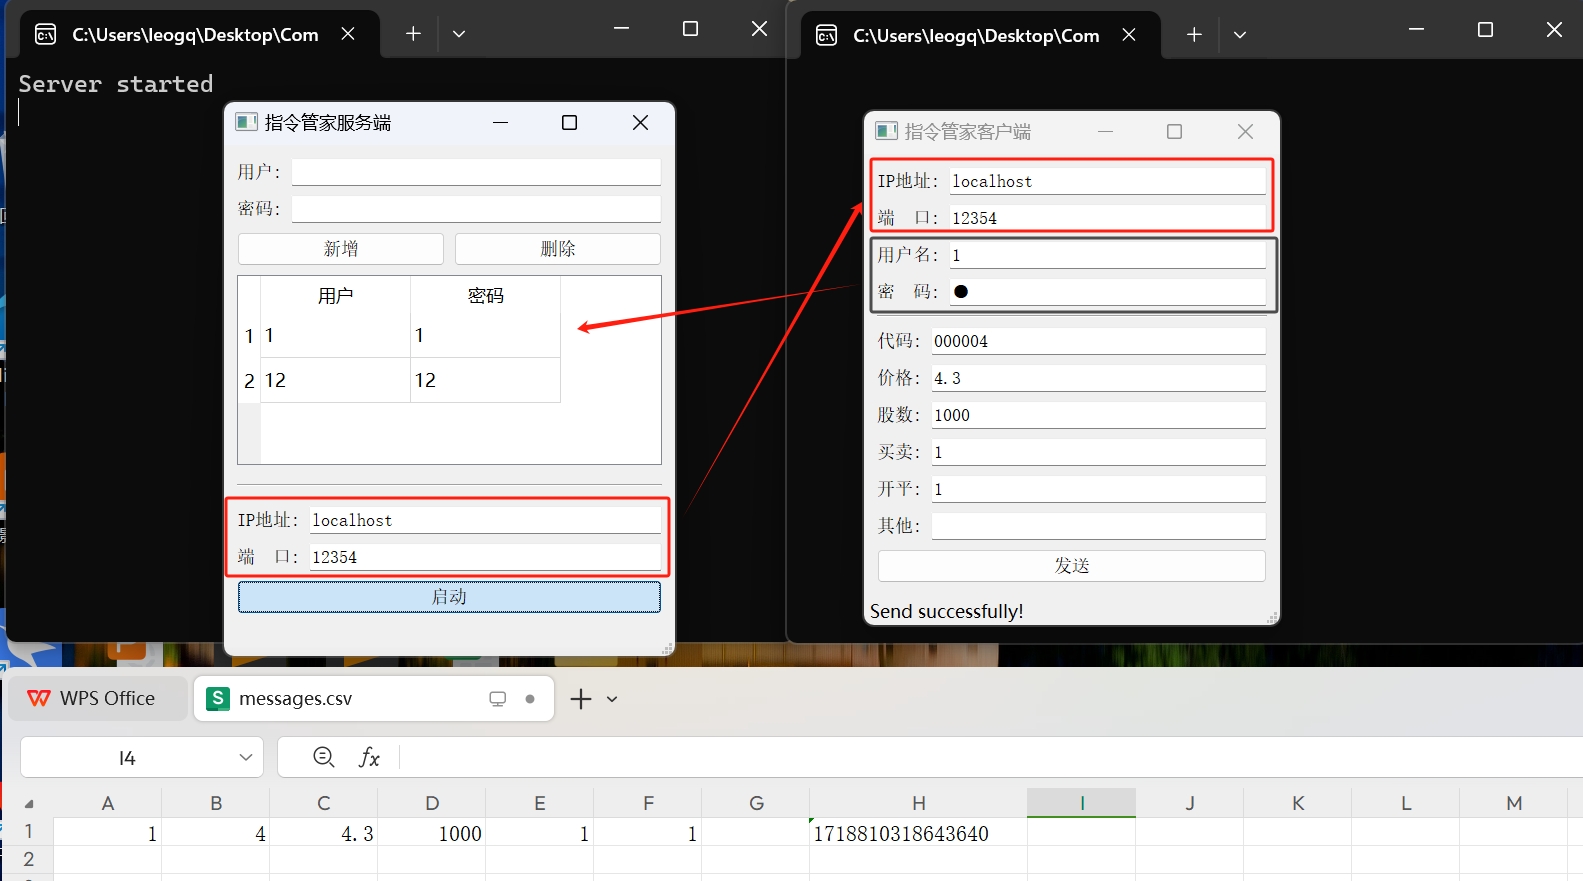 C:\Users\leogq\Desktop\Com
Server started
指令管家服务端
用户:
密码:
新增
删除
用户
密码
1
1
1
2
12
12
IP地址:
localhost
端 口:
12354
启动
C:\Users\leogq\Desktop\Com
指令管家客户端
IP地址:
localhost
端 口:
12354
用户名:
1
密 码:
●
代码:
000004
价格:
4.3
股数:
1000
买卖:
1
开平:
1
其他:
发送
Send successfully!
WPS Office
S
messages.csv
I4
fx
A B C D E F G H I J K L M
1 1 4 4.3 1000 1 1 1718810318643640
2